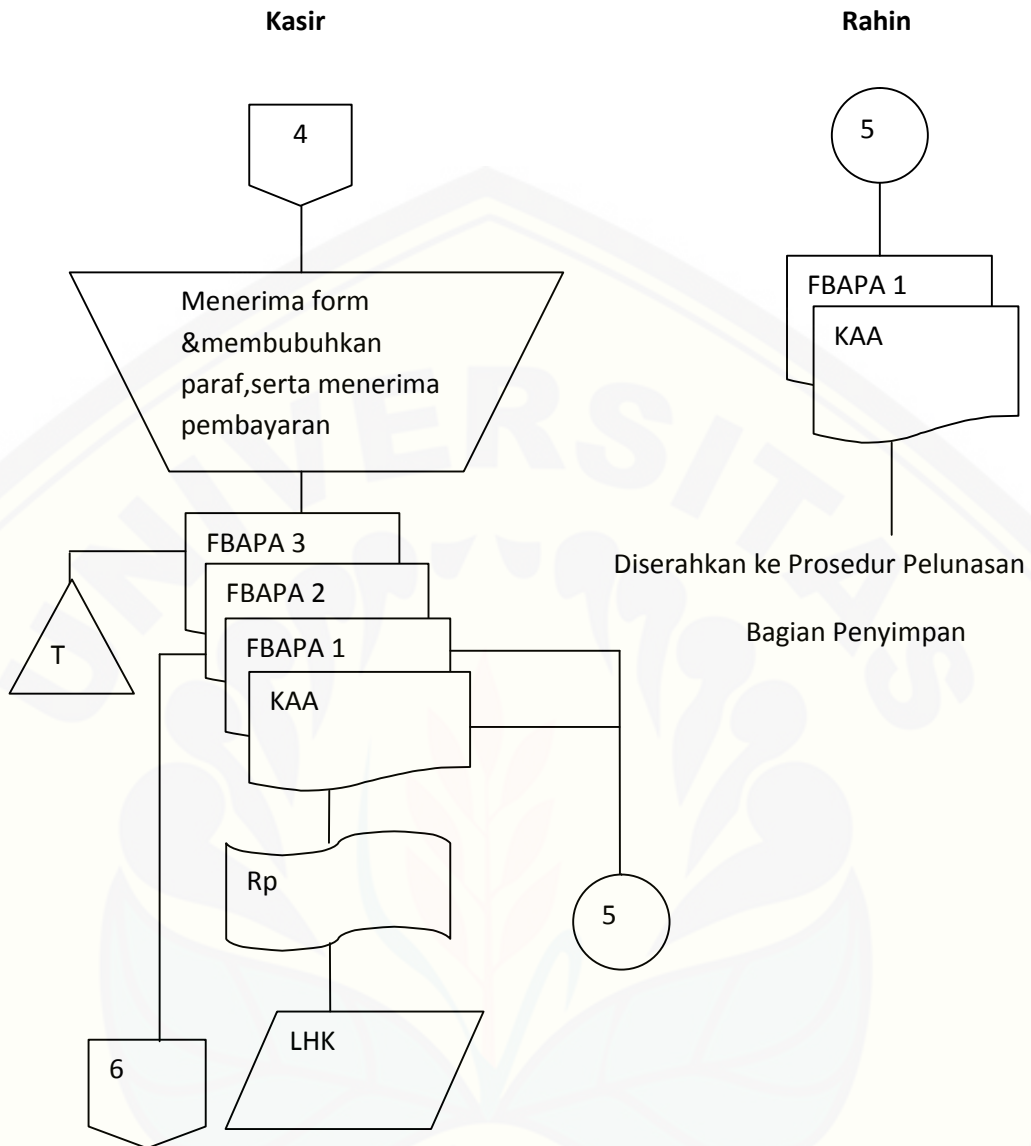 Kasir
Rahin
4
5
Menerima form
&membubuhkan
paraf,serta menerima
pembayaran
FBAPA 1
KAA
FBAPA 3
FBAPA 2
FBAPA 1
KAA
T
Diserahkan ke Prosedur Pelunasan
Bagian Penyimpan
Rp
5
LHK
6
UNIVERSITAS